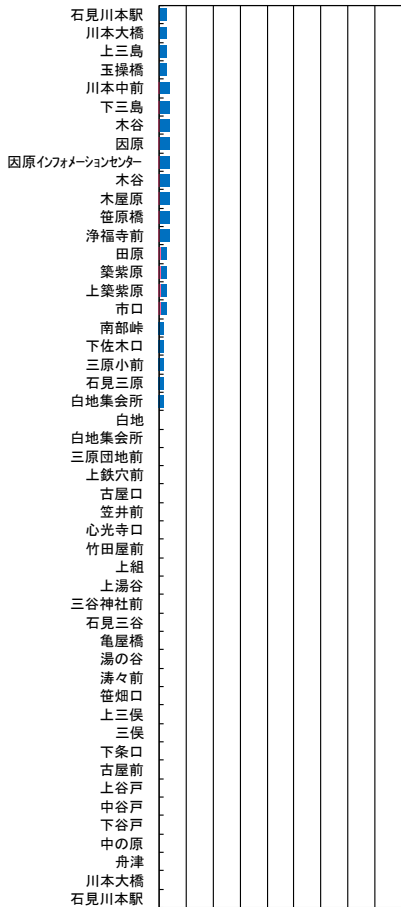 石見川本駅
川本大橋
上三島
玉操橋
川本中前
下三島
木谷
因原
因原インフォメーションセンター
木谷
木屋原
笹原橋
浄福寺前
田原
築紫原
上築紫原
市口
南部峠
下佐木口
三原小前
石見三原
白地集会所
白地
白地集会所
三原団地前
上鉄穴前
古屋口
笠井前
心光寺口
竹田屋前
上組
上湯谷
三谷神社前
石見三谷
亀屋橋
湯の谷
涛々前
笹畑口
上三俣
三俣
下条口
古屋前
上谷戸
中谷戸
下谷戸
中の原
舟津
川本大橋
石見川本駅